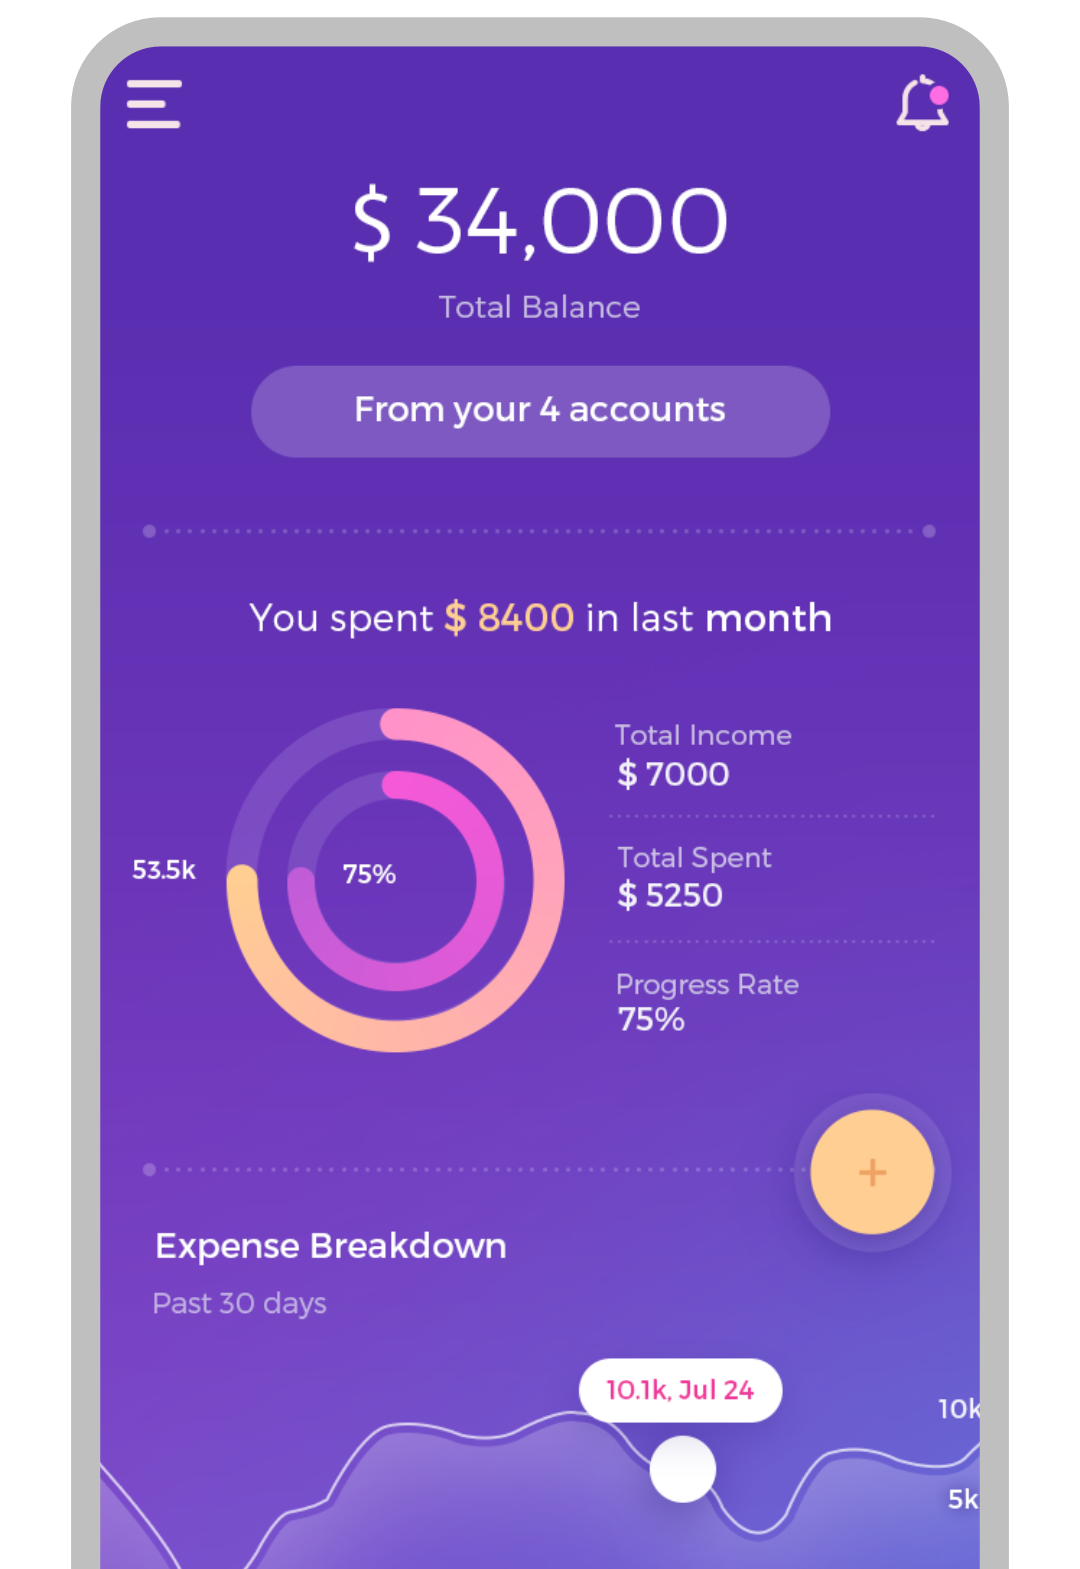 $ 34,000
Total Balance
From your 4 accounts
You spent $ 8400 in last month
Total Income
$ 7000
53.5k
75%
Total Spent
$ 5250
Progress Rate
75%
+
Expense Breakdown
Past 30 days
10.1k, Jul 24
10k
5k